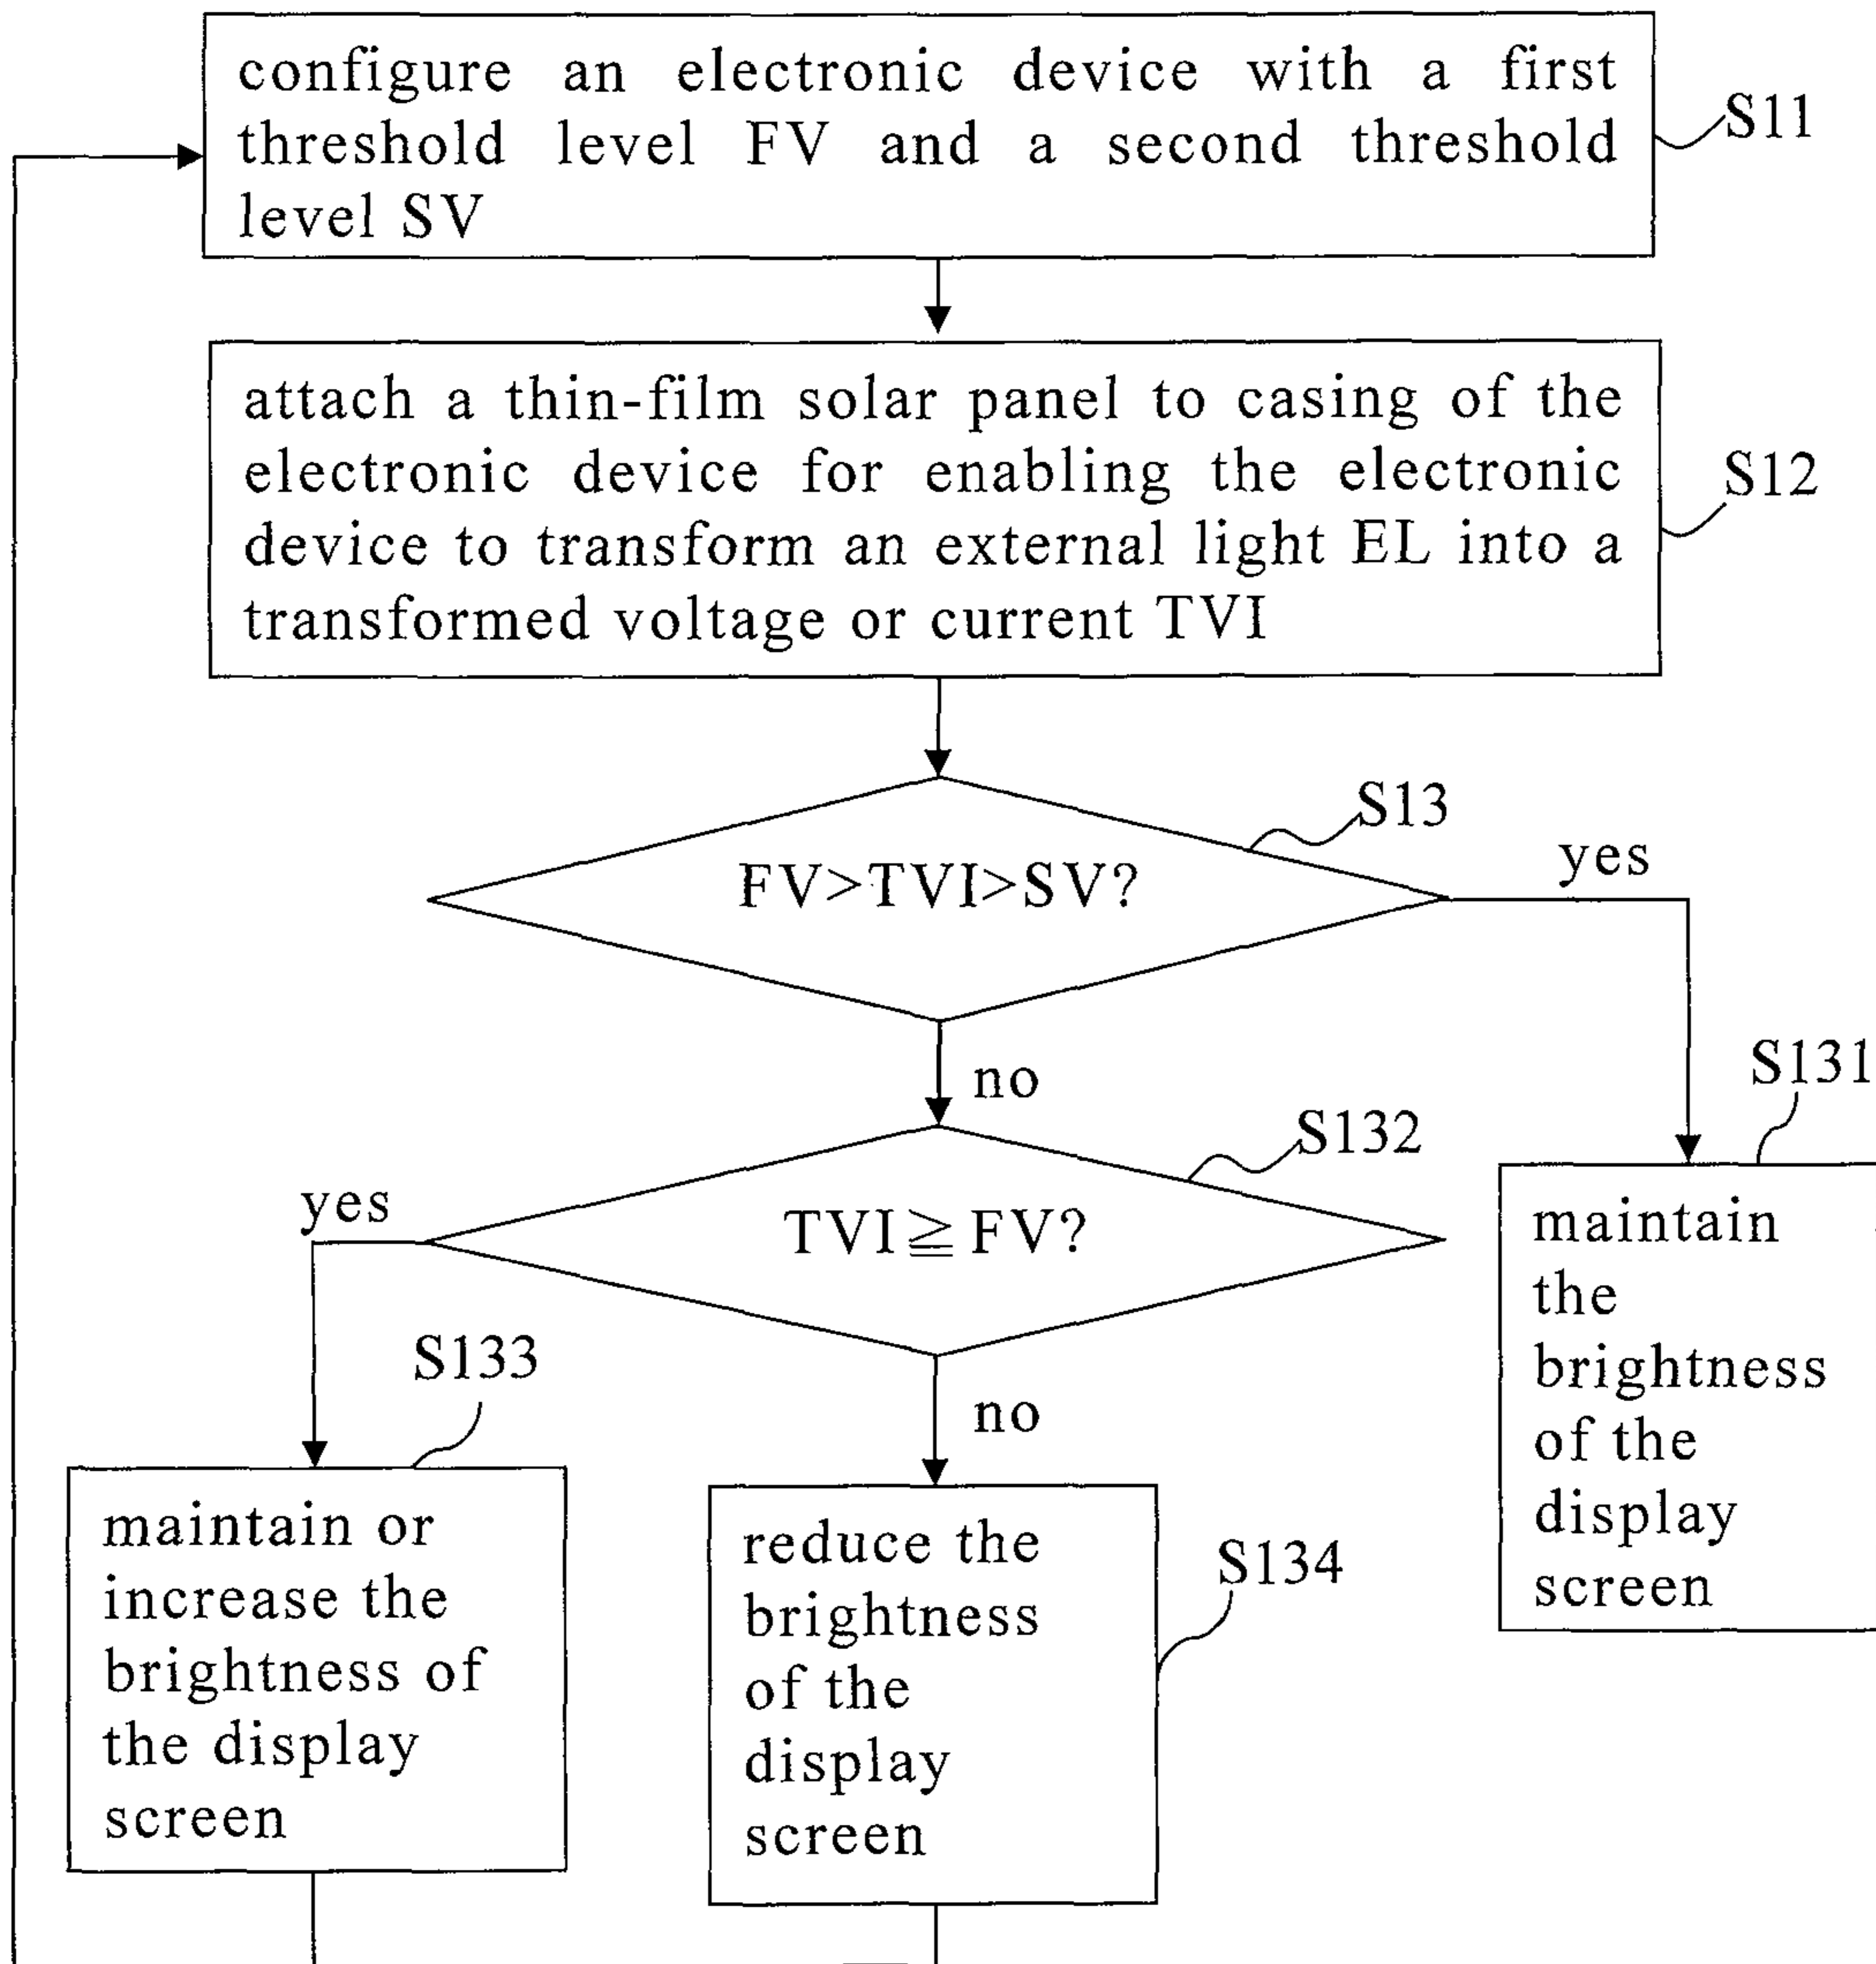 configure an electronic device with a first
threshold level FV and a second threshold
level SV
S11
attach a thin-film solar panel to casing of the
electronic device for enabling the electronic
device to transform an external light EL into a
transformed voltage or current TVI
S12
S13
FV>TVI>SV?
yes
no
S131
S132
TVI≧FV?
yes
no
maintain
the
brightness
of the
display
screen
S133
maintain or
increase the
brightness of
the display
screen
reduce the
brightness
of the
display
screen
S134